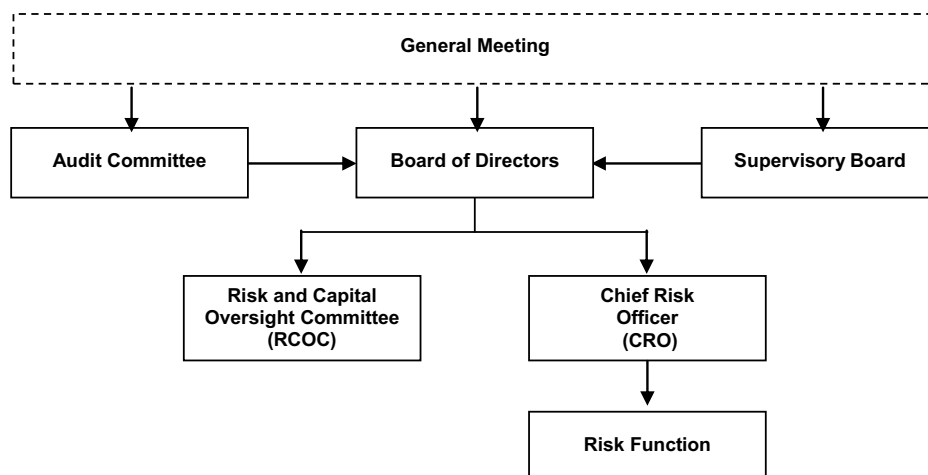 General Meeting
Audit Committee
Board of Directors
Supervisory Board
Risk and Capital
Oversight Committee
(RCOC)
Chief Risk
Officer
(CRO)
Risk Function